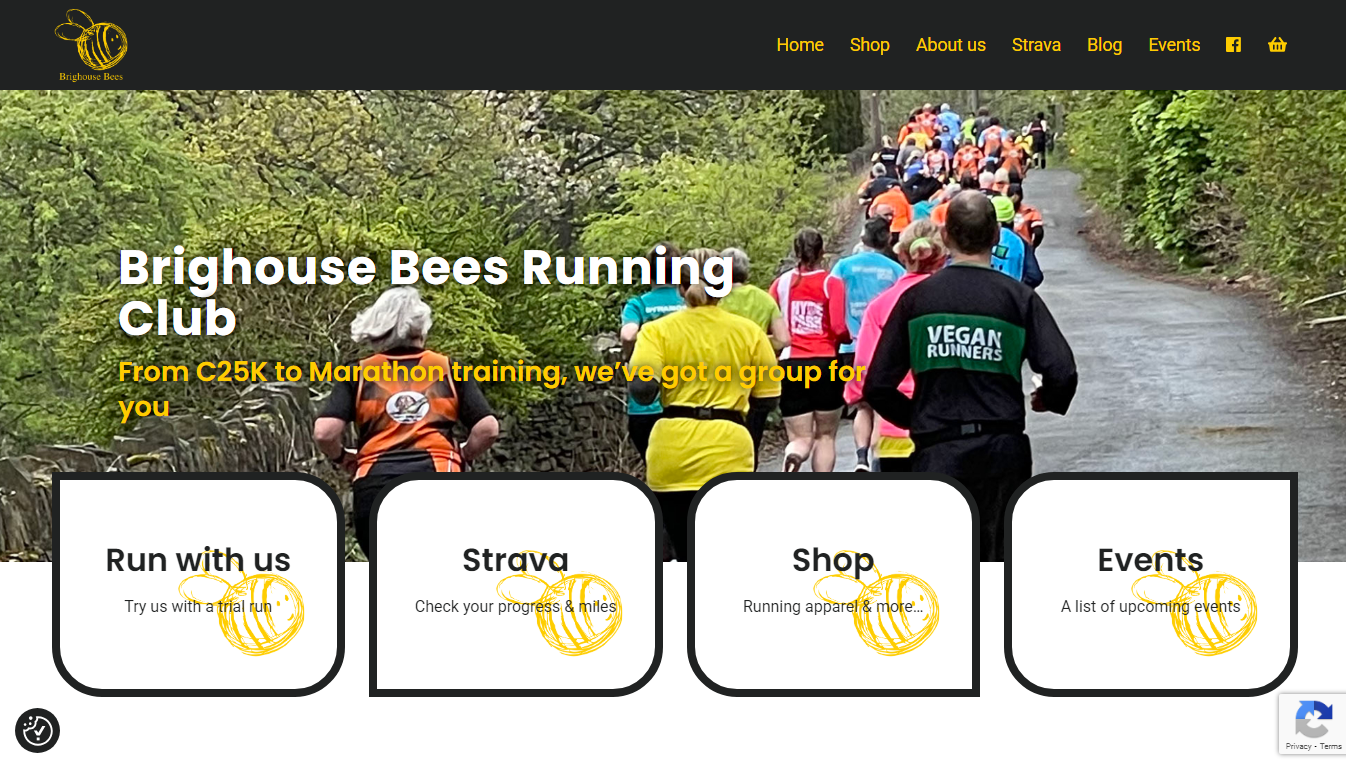 Brighouse Bees
Home Shop About us Strava Blog Events
Brighouse Bees Running
Club
From C25K to Marathon training, we've got a group for
you
HYDE
PARK
VEGAN
RUNNERS
Run with us
Try us with a trial run
Strava
Check your progress & miles
Shop
Running apparel & more...
Events
A list of upcoming events
Privacy - Terms